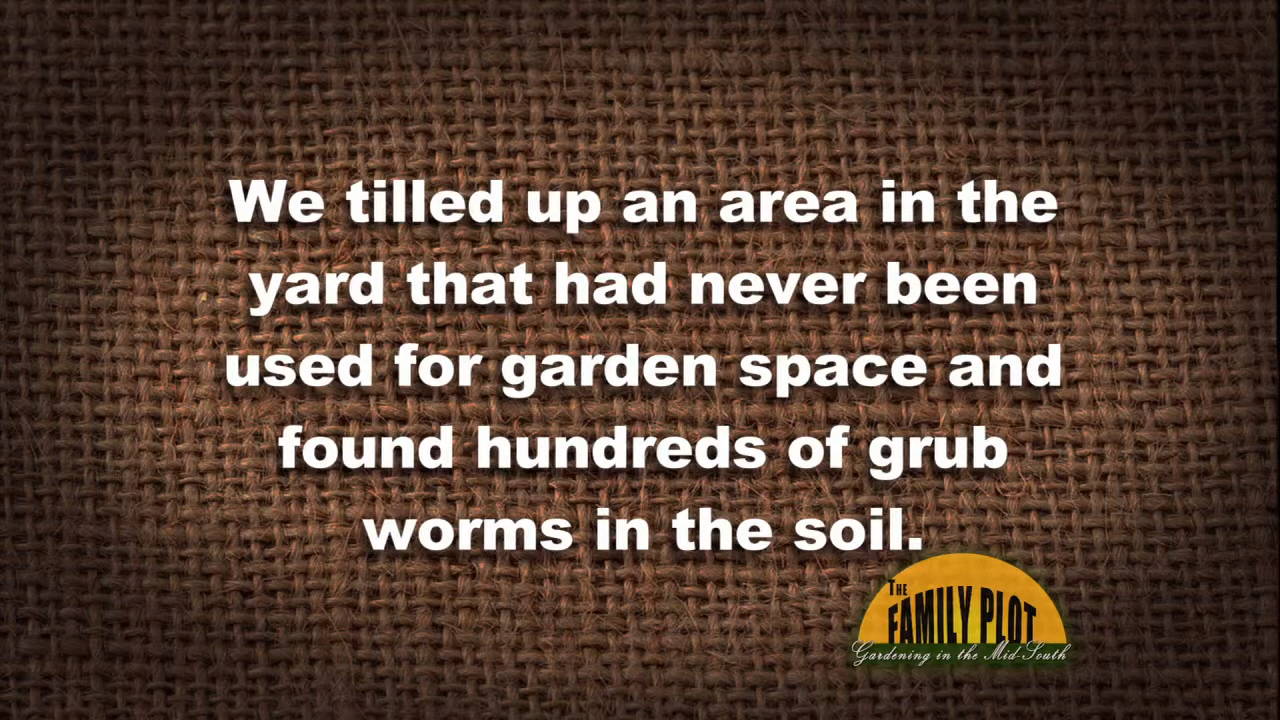 We tilled up an area in the
yard that had never been
used for garden space and
found hundreds of grub
worms in the soil.
THE
FAMILY PLOT
Gardening in the Mid-South